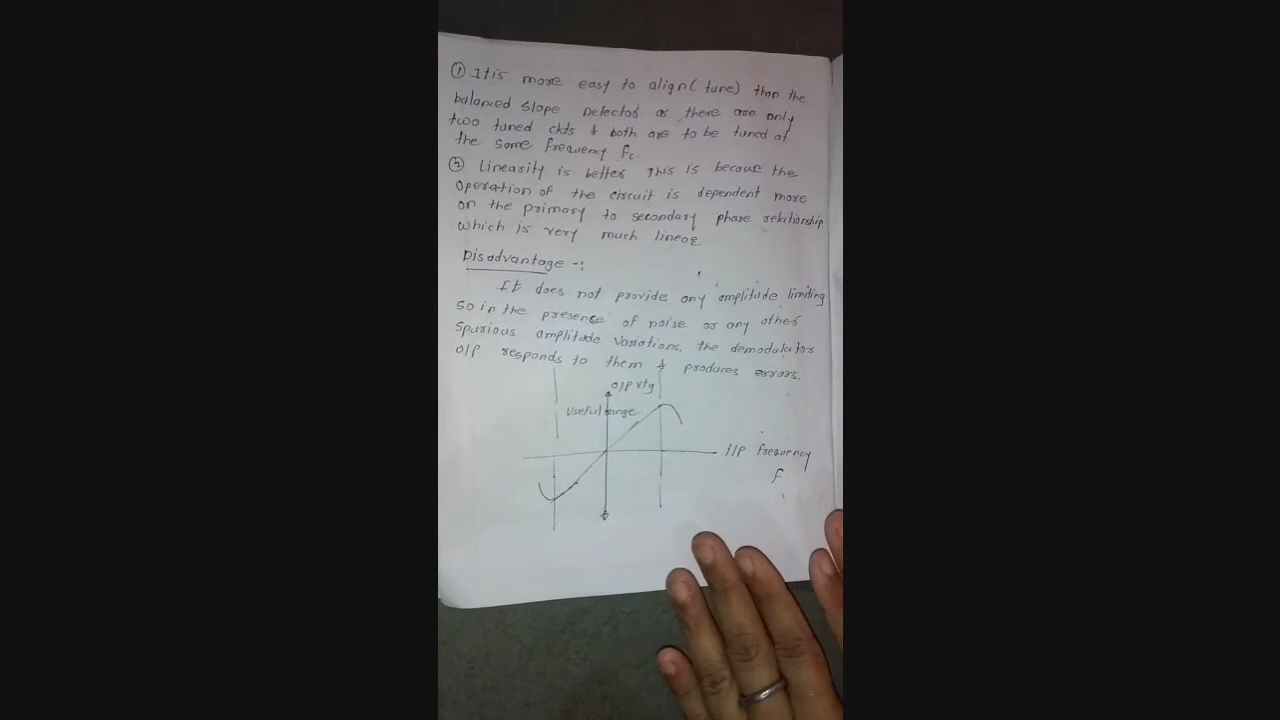 ① It is more easy to align (tune) than the
balanced slope Detector as there are only
two tuned ckts & both are to be tuned at
the same frequency fc.
② Linearity is better This is becouse the
operation of the circuit is dependent more
on the primary to secondary phase relationship
which is very much linear
Disadvantage -:
It does not provide any amplitude limiting
so in the presence of noise or any other
spurious amplitude variations, the demodulator
O/P responds to them & produces errors.
O/P vtg
Useful range
I/P frequency
f